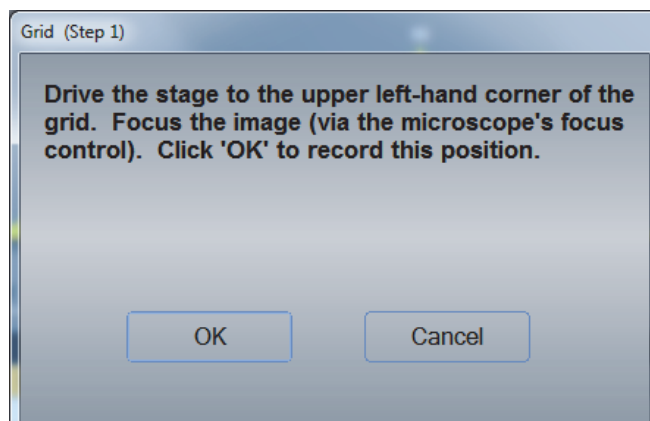 Grid (Step 1)
Drive the stage to the upper left-hand corner of the
grid. Focus the image (via the microscope's focus
control). Click 'OK' to record this position.
OK
Cancel